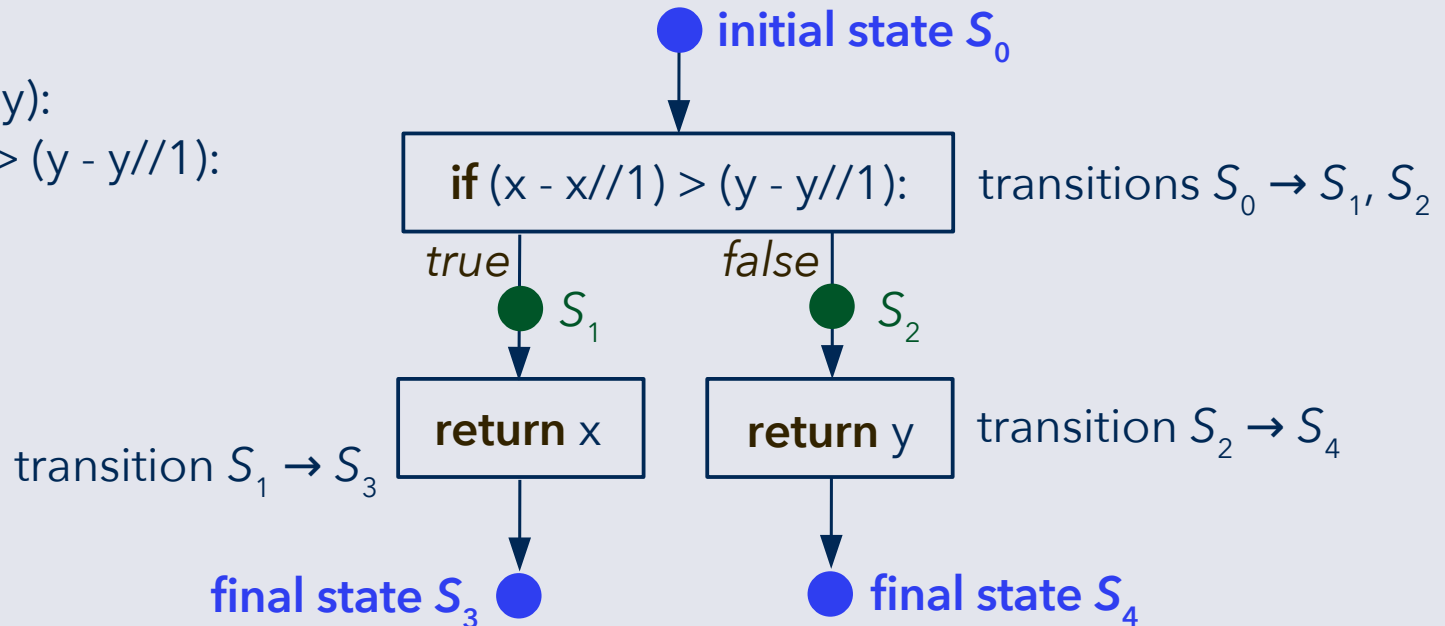 initial state S₀
y):
> (y - y//1):
if (x - x//1) > (y - y//1):
transitions S₀ → S₁, S₂
true
false
S₁
S₂
return x
return y
transition S₂ → S₄
transition S₁ → S₃
final state S₃
final state S₄